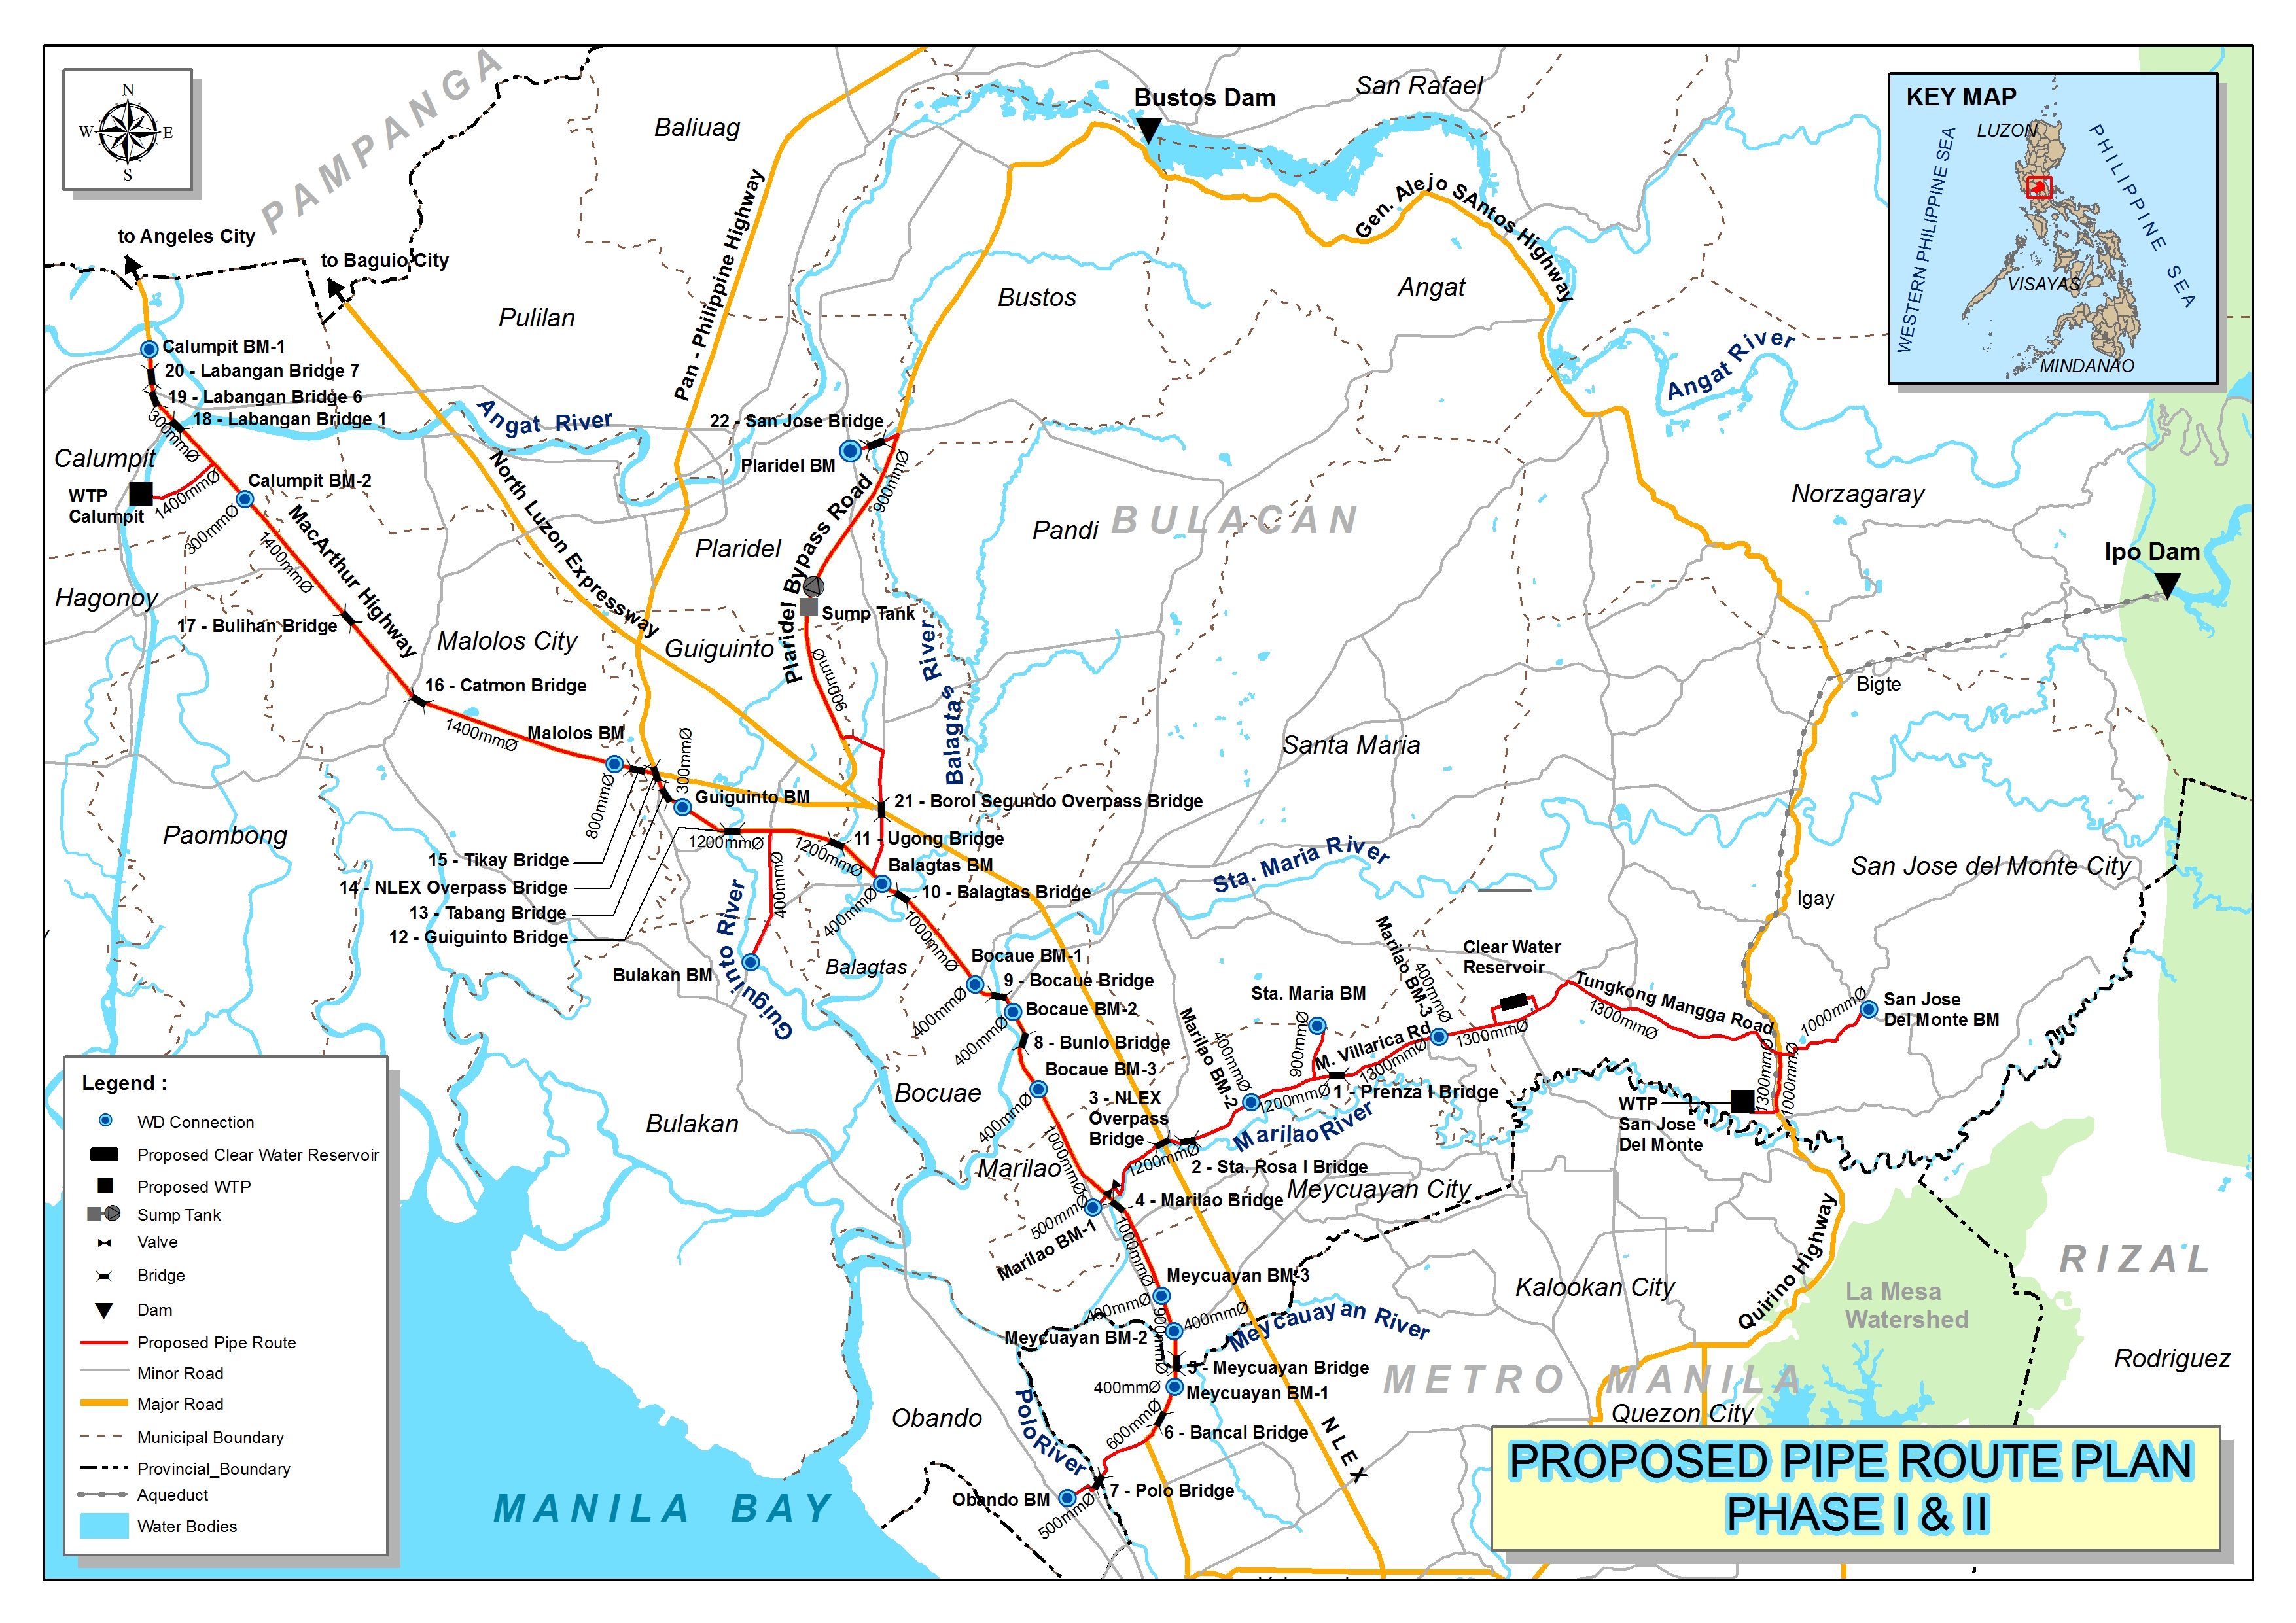 PAMPANGA
Baliuag
Bustos Dam
San Rafael
KEY MAP
LUZON
WESTERN PHILIPPINE SEA
PHILIPPINE SEA
VISAYAS
MINDANAO
N
W
E
S
to Angeles City
to Baguio City
Pulilan
Pan - Philippine Highway
Bustos
Gen. Alejo SAntos Highway
Angat
Angat River
Calumpit BM-1
20 - Labangan Bridge 7
19 - Labangan Bridge 6
18 - Labangan Bridge 1
300mmØ
Angat River
22 - San Jose Bridge
Plaridel BM
900mmØ
Calumpit
WTP
Calumpit
1400mmØ
Calumpit BM-2
300mmØ
1400mmØ
MacArthur Highway
North Luzon Expressway
Plaridel
Plaridel Bypass Road
Pandi
BULACAN
Norzagaray
Ipo Dam
Hagonoy
17 - Bulihan Bridge
Malolos City
Guiguinto
Sump Tank
900mmØ
Balagtas River
Bigte
16 - Catmon Bridge
1400mmØ
Malolos BM
800mmØ
300mmØ
Santa Maria
Guiguinto BM
21 - Borol Segundo Overpass Bridge
Paombong
1200mmØ
1200mmØ
11 - Ugong Bridge
15 - Tikay Bridge
14 - NLEX Overpass Bridge
13 - Tabang Bridge
12 - Guiguinto Bridge
400mmØ
Balagtas BM
10 - Balagtas Bridge
400mmØ
1000mmØ
Sta. Maria River
San Jose del Monte City
Igay
Guiguinto River
Bulakan BM
Balagtas
Bocaue BM-1
9 - Bocaue Bridge
400mmØ
Bocaue BM-2
400mmØ
8 - Bunlo Bridge
Bocaue BM-3
400mmØ
Sta. Maria BM
900mmØ
Marilao BM-3
400mmØ
Clear Water
Reservoir
Tungkong Mangga Road
1300mmØ
1300mmØ
1000mmØ
San Jose
Del Monte BM
M. Villarica Rd
1300mmØ
Marilao BM-2
400mmØ
1200mmØ
1 - Prenza I Bridge
1300mmØ
1000mmØ
WTP
San Jose
Del Monte
Bocuae
Bulakan
3 - NLEX
Overpass
Bridge
Marilao River
1200mmØ
2 - Sta. Rosa I Bridge
Marilao
1000mmØ
4 - Marilao Bridge
Meycuayan City
500mmØ
Marilao BM-1
1000mmØ
Meycuayan BM-3
400mmØ
400mmØ
900mmØ
Meycuayan BM-2
Meycauayan River
5 - Meycuayan Bridge
400mmØ
Meycuayan BM-1
600mmØ
6 - Bancal Bridge
Polo River
Obando
Obando BM
500mmØ
7 - Polo Bridge
NLEX
Kalookan City
Quirino Highway
La Mesa
Watershed
RIZAL
Rodriguez
METRO MANILA
Quezon City
MANILA BAY
Legend :
WD Connection
Proposed Clear Water Reservoir
Proposed WTP
Sump Tank
Valve
Bridge
Dam
Proposed Pipe Route
Minor Road
Major Road
Municipal Boundary
Provincial_Boundary
Aqueduct
Water Bodies
PROPOSED PIPE ROUTE PLAN
PHASE I & II